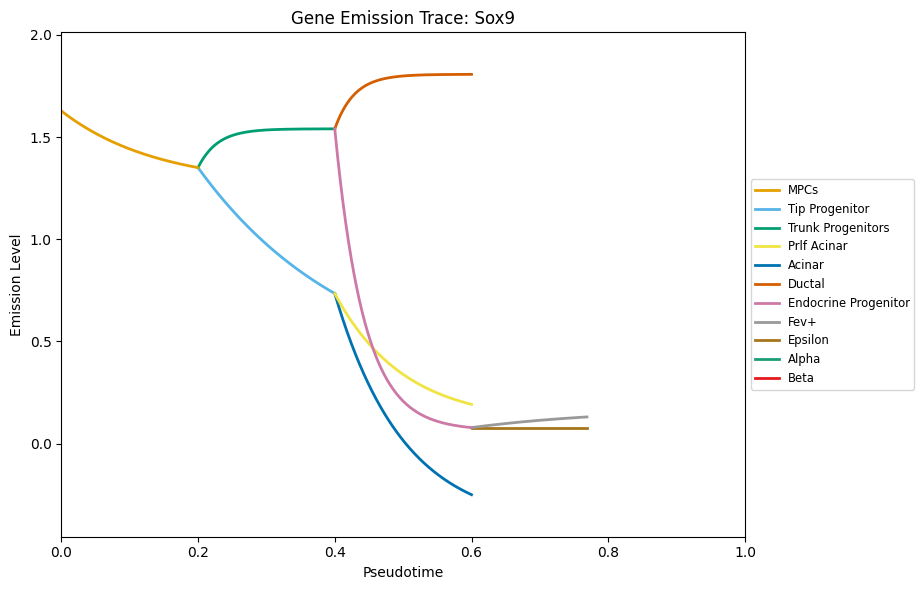 Gene Emission Trace: Sox9
2.0
1.5
1.0
0.5
0.0
Emission Level
0.0 0.2 0.4 0.6 0.8 1.0
Pseudotime
MPCs
Tip Progenitor
Trunk Progenitors
Prlf Acinar
Acinar
Ductal
Endocrine Progenitor
Fev+
Epsilon
Alpha
Beta